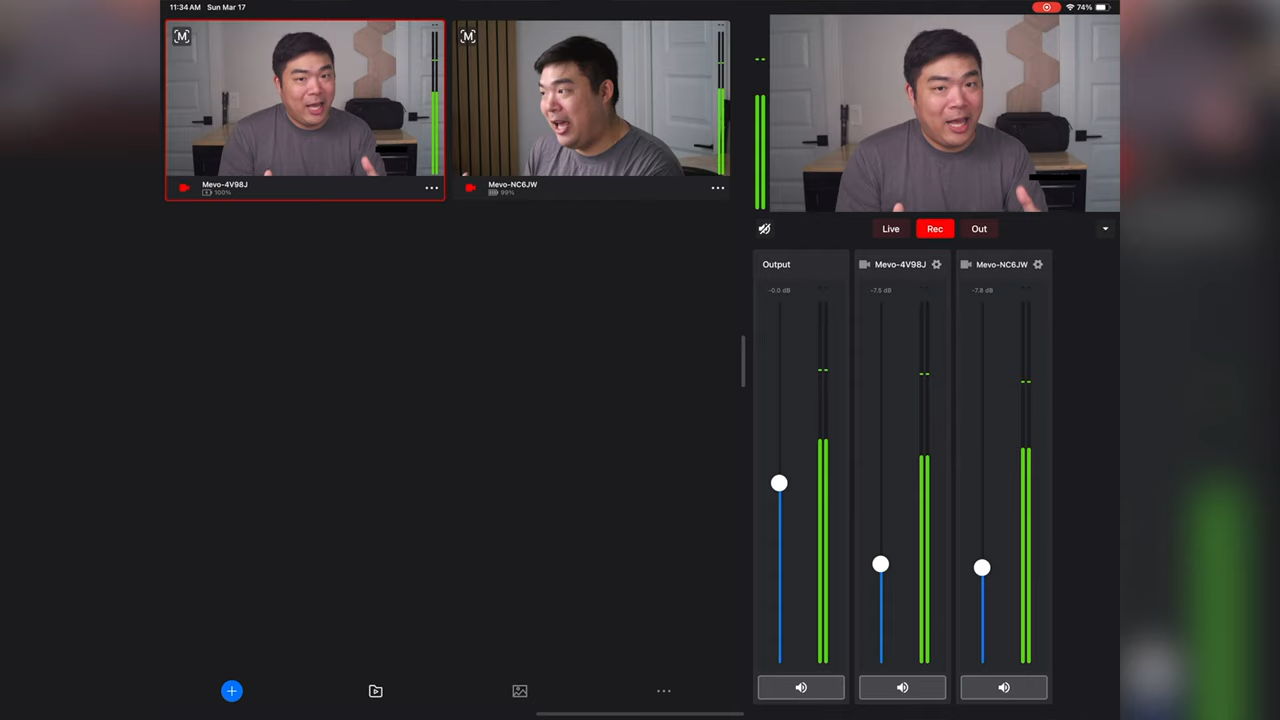 11:34 AM Sun Mar 17
74%
[M]
[M]
Mevo-4V98J
100%
Mevo-NC6JW
99%
Live Rec Out
Output Mevo-4V98J Mevo-NC6JW
-0.0 dB -7.5 dB -7.8 dB